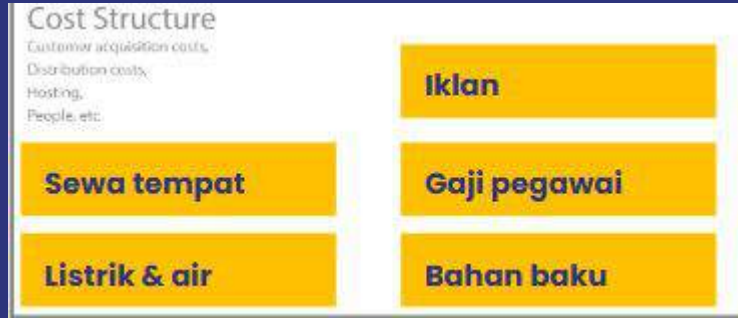 Cost Structure
Customer acquisition costs,
Distribution costs,
Hosting,
People, etc.
Iklan
Sewa tempat
Gaji pegawai
Listrik & air
Bahan baku